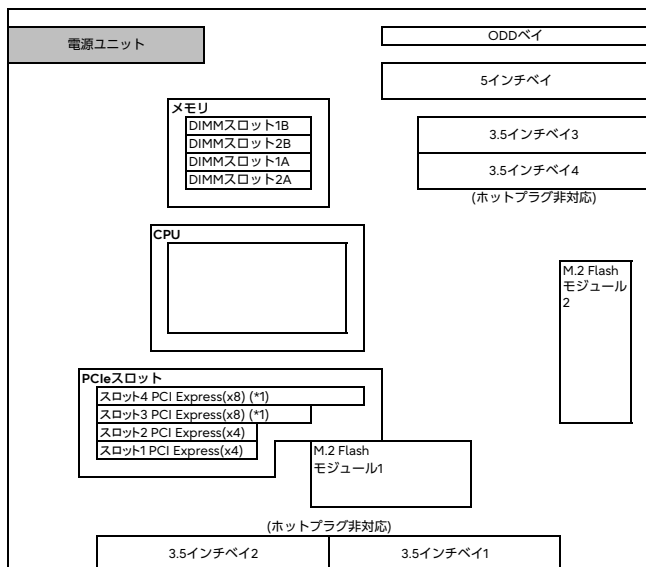 電源ユニット
ODDベイ
5インチベイ
メモリ
DIMMスロット1B
DIMMスロット2B
DIMMスロット1A
DIMMスロット2A
3.5インチベイ3
3.5インチベイ4
(ホットプラグ非対応)
CPU
M.2 Flash
モジュール
2
PCIeスロット
スロット4 PCI Express(x8) (*1)
スロット3 PCI Express(x8) (*1)
スロット2 PCI Express(x4)
スロット1 PCI Express(x4)
M.2 Flash
モジュール1
(ホットプラグ非対応)
3.5インチベイ2
3.5インチベイ1